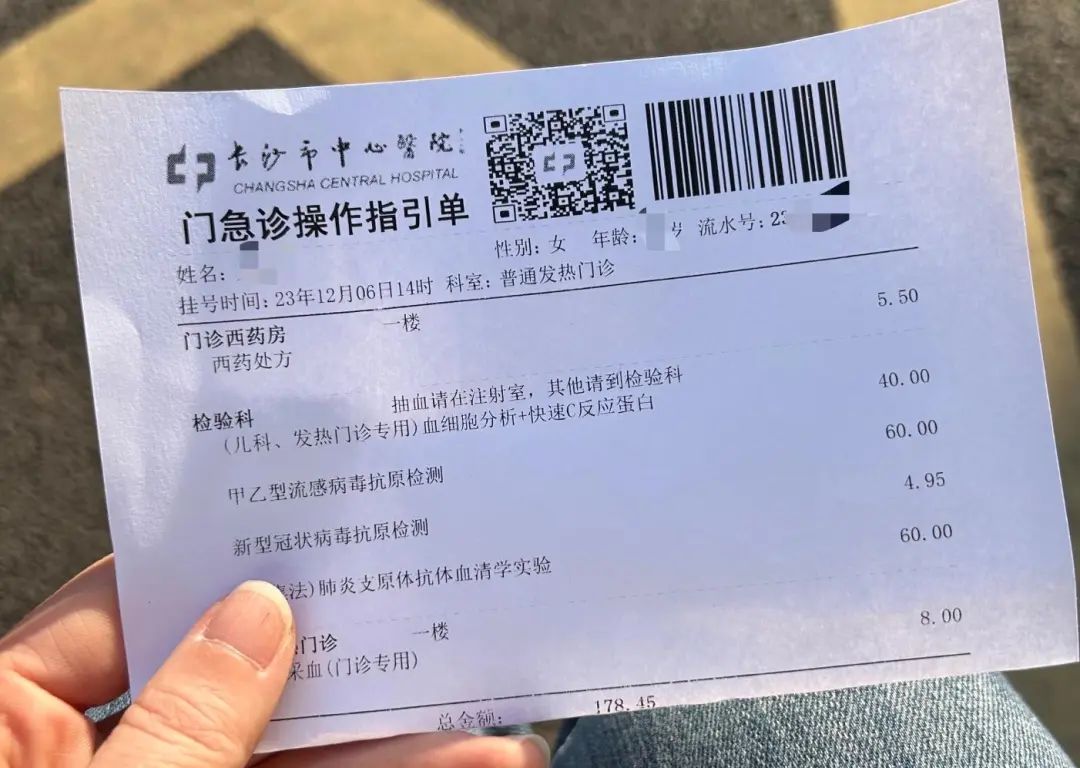 长沙市中心醫院
CHANGSHA CENTRAL HOSPITAL
门急诊操作指引单
姓名: 性别: 女 年龄: 岁 流水号: 23
挂号时间: 23年12月06日14时 科室: 普通发热门诊
门诊西药房 一楼
西药处方 5.50
检验科 抽血请在注射室，其他请到检验科
(儿科、发热门诊专用)血细胞分析+快速C反应蛋白 40.00
甲乙型流感病毒抗原检测 60.00
新型冠状病毒抗原检测 4.95
法)肺炎支原体抗体血清学实验 60.00
热门诊 一楼
采血(门诊专用) 8.00
总金额: 178.45